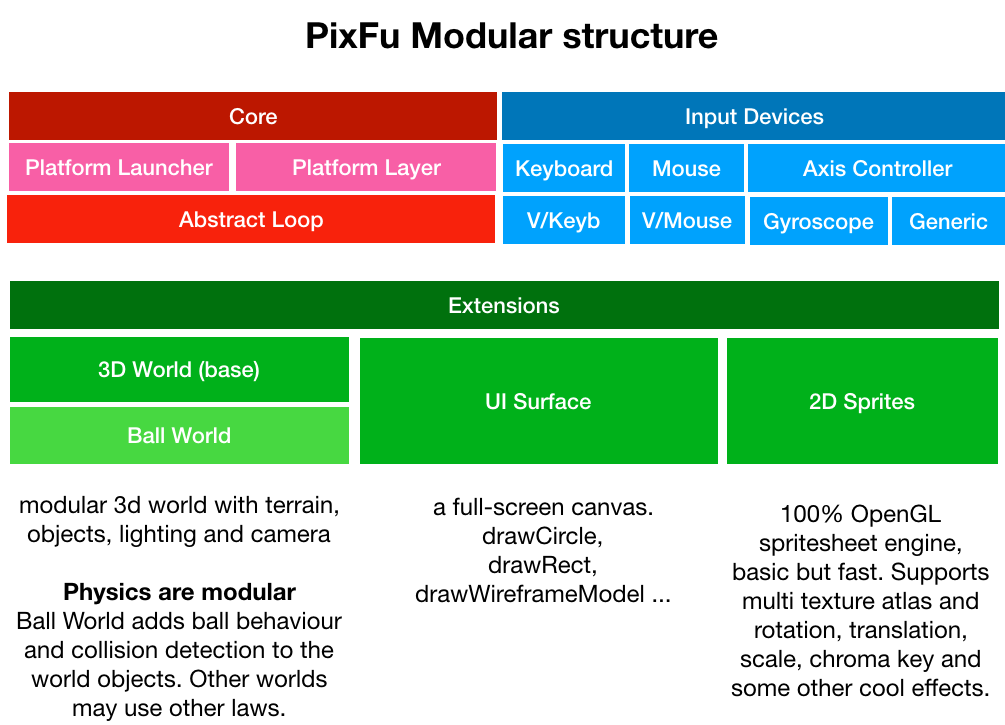 PixFu Modular structure
Core
Input Devices
Platform Launcher
Platform Layer
Keyboard
Mouse
Axis Controller
Abstract Loop
V/Keyb
V/Mouse
Gyroscope
Generic
Extensions
3D World (base)
Ball World
UI Surface
2D Sprites
modular 3d world with terrain,
objects, lighting and camera
Physics are modular
Ball World adds ball behaviour
and collision detection to the
world objects. Other worlds
may use other laws.
a full-screen canvas.
drawCircle,
drawRect,
drawWireframeModel ...
100% OpenGL
spritesheet engine,
basic but fast. Supports
multi texture atlas and
rotation, translation,
scale, chroma key and
some other cool effects.